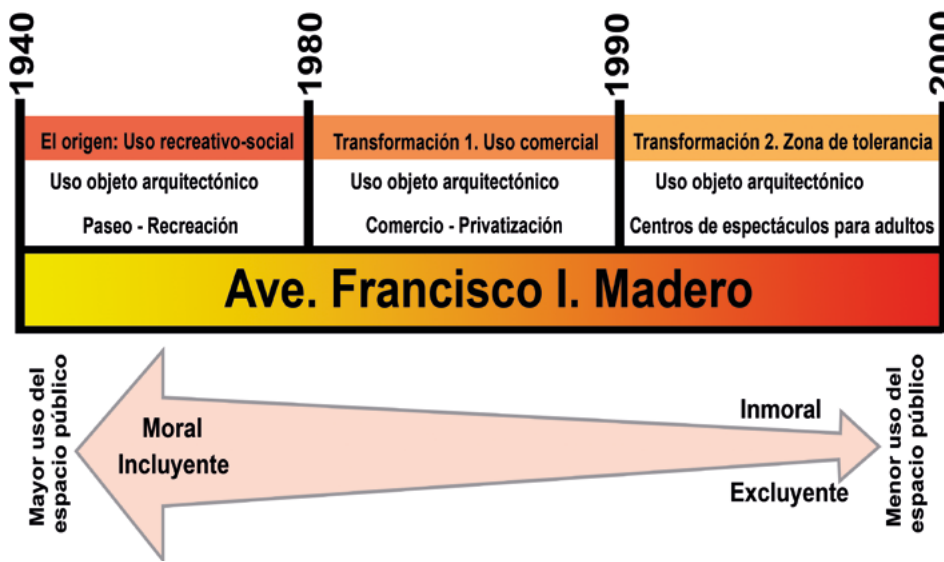 1940
1980
1990
2000
El origen: Uso recreativo-social
Transformación 1. Uso comercial
Transformación 2. Zona de tolerancia
Uso objeto arquitectónico
Uso objeto arquitectónico
Uso objeto arquitectónico
Paseo - Recreación
Comercio - Privatización
Centros de espectáculos para adultos
Ave. Francisco I. Madero
Mayor uso del
espacio público
Moral
Incluyente
Inmoral
Excluyente
Menor uso del
espacio público